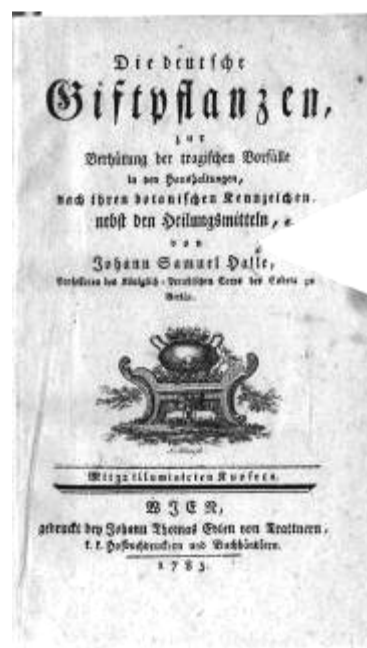 Die deutsche
Giftpflanzen,
zur
Verhütung der tragischen Vorfälle
in den Haushaltungen,
nach ihren botanischen Kennzeichen.
nebst den Heilungsmitteln,
von
Johann Samuel Halle,
Professorn des Königlich-Preußischen Corps des Cadets zu
Berlin.
Mit illuminirten Kupfern.
WIEN,
gedruckt bey Johann Thomas Edlen von Trattnern,
k. k. Hofbuchdruckern und Buchhändlern.
1785.